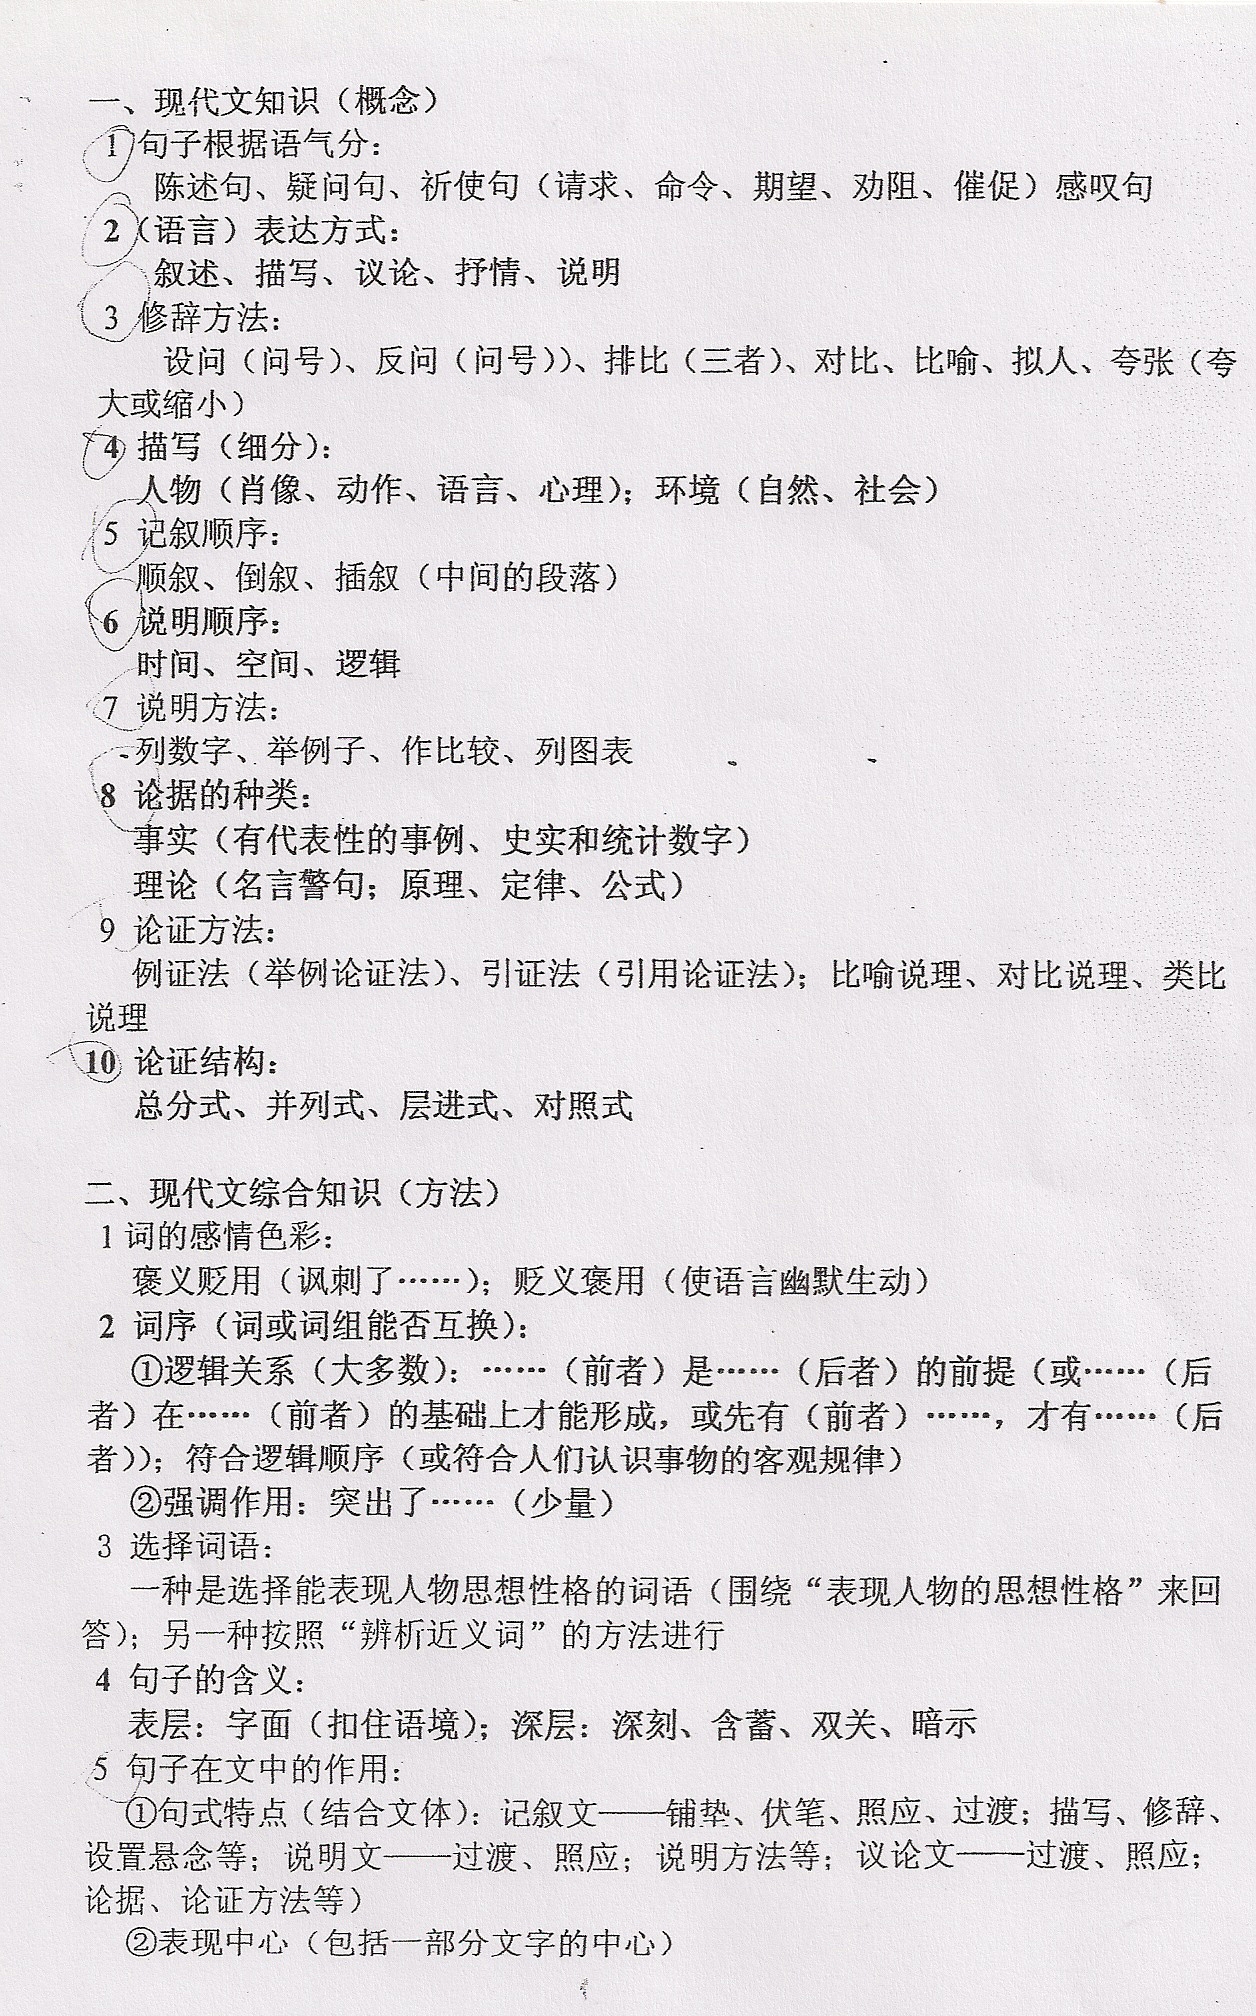 一、现代文知识（概念）
1 句子根据语气分：
陈述句、疑问句、祈使句（请求、命令、期望、劝阻、催促）感叹句
2（语言）表达方式：
叙述、描写、议论、抒情、说明
3 修辞方法：
设问（问号）、反问（问号））、排比（三者）、对比、比喻、拟人、夸张（夸
大或缩小）
4 描写（细分）：
人物（肖像、动作、语言、心理）；环境（自然、社会）
5 记叙顺序：
顺叙、倒叙、插叙（中间的段落）
6 说明顺序：
时间、空间、逻辑
7 说明方法：
列数字、举例子、作比较、列图表
8 论据的种类：
事实（有代表性的事例、史实和统计数字）
理论（名言警句；原理、定律、公式）
9 论证方法：
例证法（举例论证法）、引证法（引用论证法）；比喻说理、对比说理、类比
说理
10 论证结构：
总分式、并列式、层进式、对照式
二、现代文综合知识（方法）
1 词的感情色彩：
褒义贬用（讽刺了……）；贬义褒用（使语言幽默生动）
2 词序（词或词组能否互换）：
①逻辑关系（大多数）：……（前者）是……（后者）的前提（或……（后
者）在……（前者）的基础上才能形成，或先有（前者）……，才有……（后
者））；符合逻辑顺序（或符合人们认识事物的客观规律）
②强调作用：突出了……（少量）
3 选择词语：
一种是选择能表现人物思想性格的词语（围绕“表现人物的思想性格”来回
答）；另一种按照“辨析近义词”的方法进行
4 句子的含义：
表层：字面（扣住语境）；深层：深刻、含蓄、双关、暗示
5 句子在文中的作用：
①句式特点（结合文体）：记叙文——铺垫、伏笔、照应、过渡；描写、修辞、
设置悬念等；说明文——过渡、照应；说明方法等；议论文——过渡、照应；
论据、论证方法等）
②表现中心（包括一部分文字的中心）